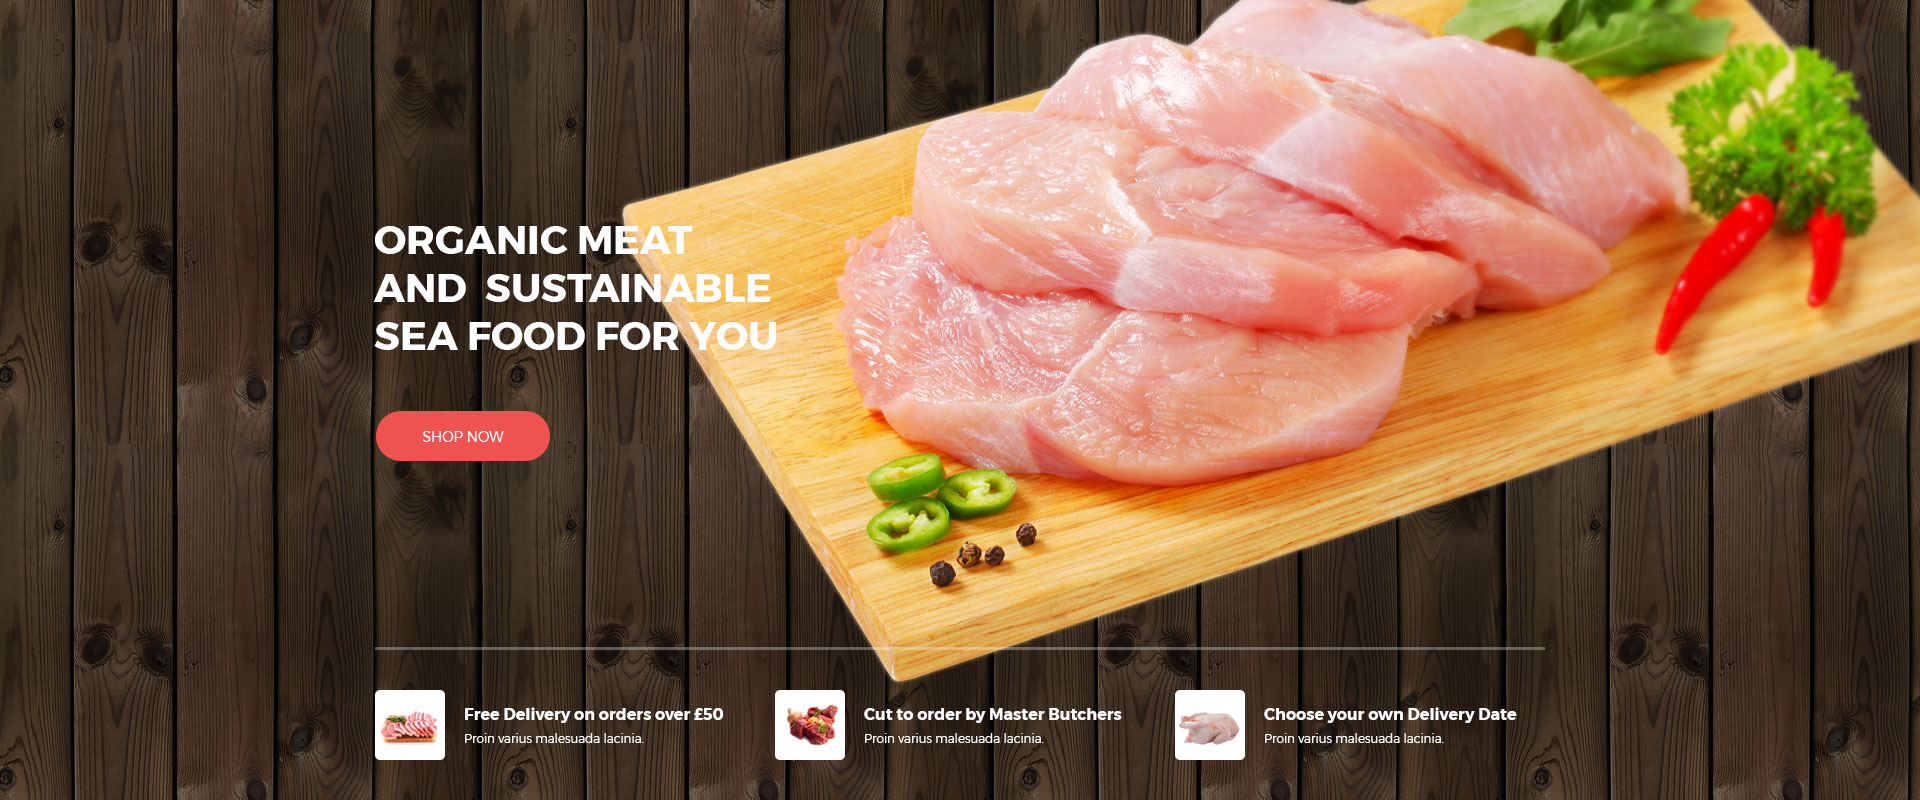 ORGANIC MEAT
AND  SUSTAINABLE
SEA FOOD FOR YOU
SHOP NOW
Free Delivery on orders over £50
Proin varius malesuada lacinia.
Cut to order by Master Butchers
Proin varius malesuada lacinia.
Choose your own Delivery Date
Proin varius malesuada lacinia.